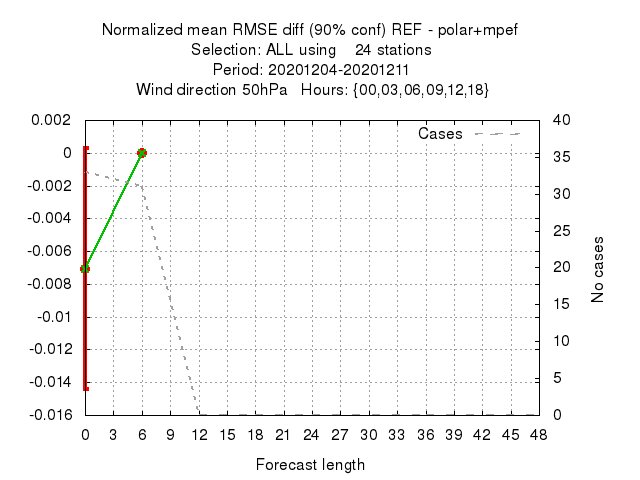 Normalized mean RMSE diff (90% conf) REF - polar+mpef
Selection: ALL using    24 stations
Period: 20201204-20201211
Wind direction 50hPa   Hours: {00,03,06,09,12,18}
Cases
0.002
0
-0.002
-0.004
-0.006
-0.008
-0.01
-0.012
-0.014
-0.016
40
35
30
25
20
15
10
5
0
No cases
0 3 6 9 12 15 18 21 24 27 30 33 36 39 42 45 48
Forecast length